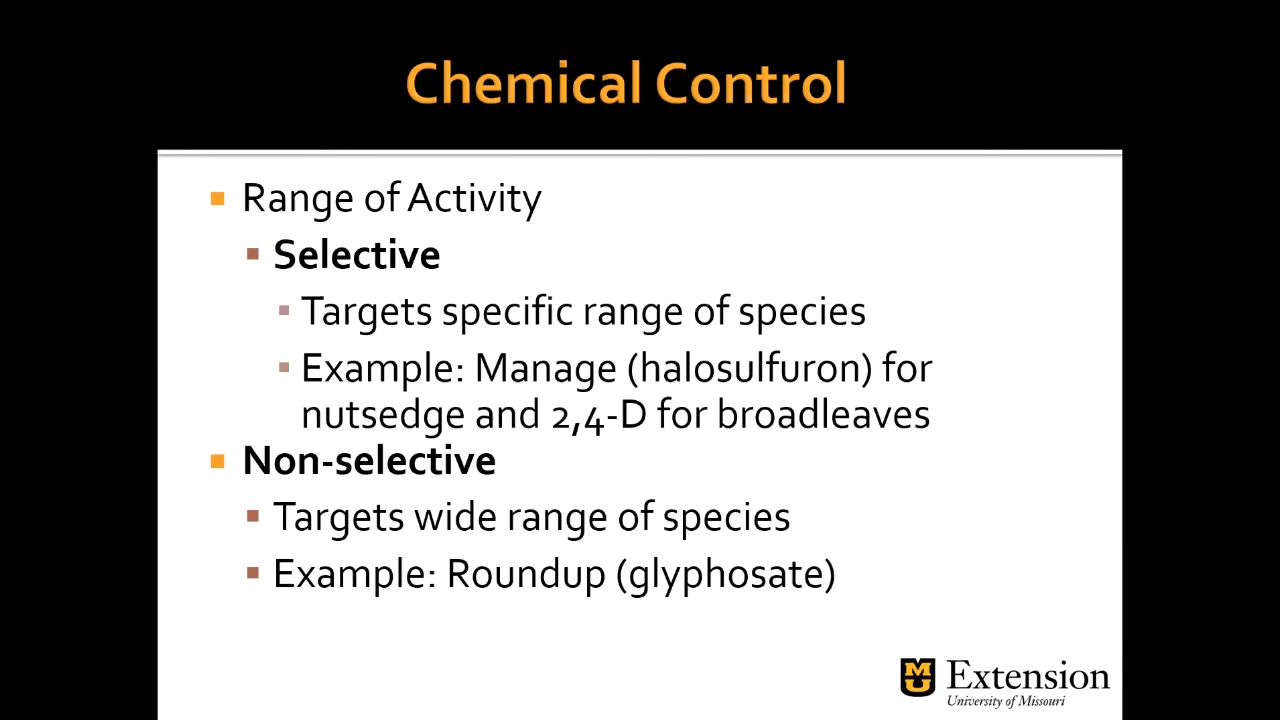 Chemical Control
Range of Activity
Selective
Targets specific range of species
Example: Manage (halosulfuron) for
nutsedge and 2,4-D for broadleaves
Non-selective
Targets wide range of species
Example: Roundup (glyphosate)
MU Extension
University of Missouri